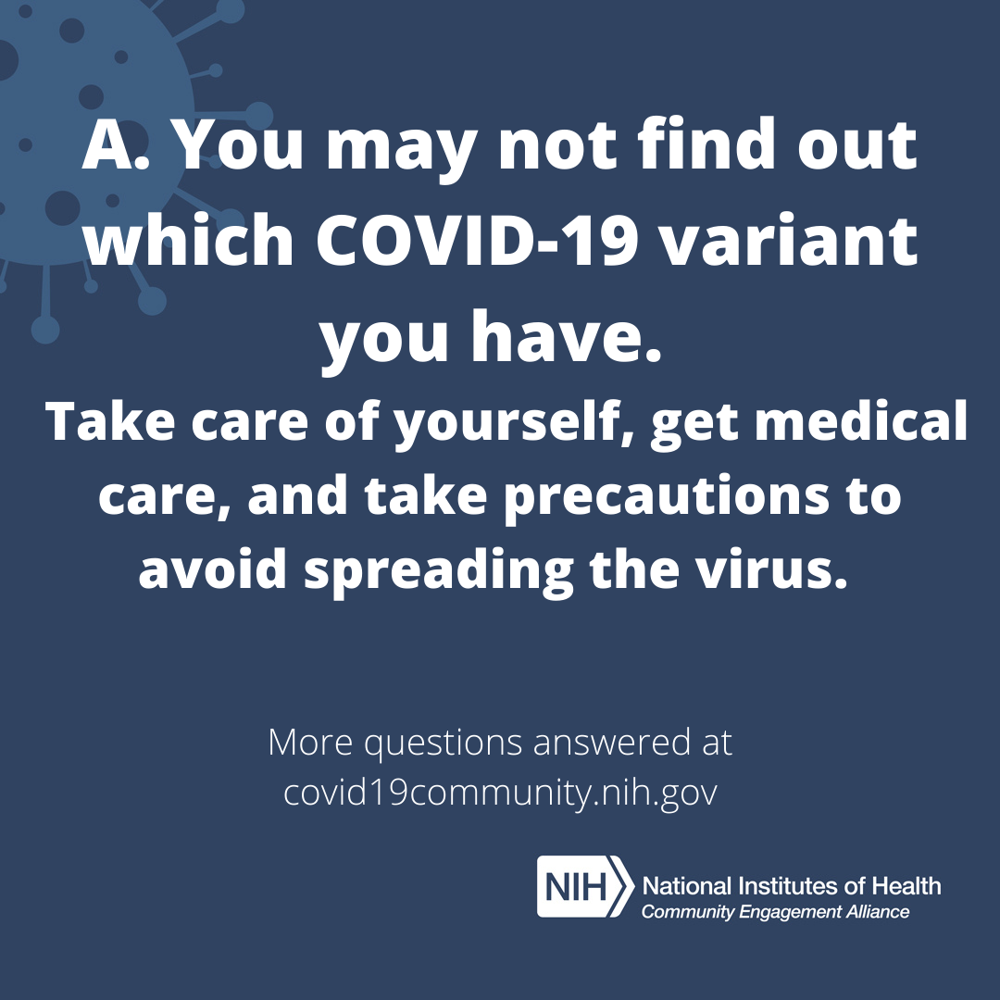 A. You may not find out
which COVID-19 variant
you have.
Take care of yourself, get medical
care, and take precautions to
avoid spreading the virus.
More questions answered at
covid19community.nih.gov
NIH National Institutes of Health
Community Engagement Alliance